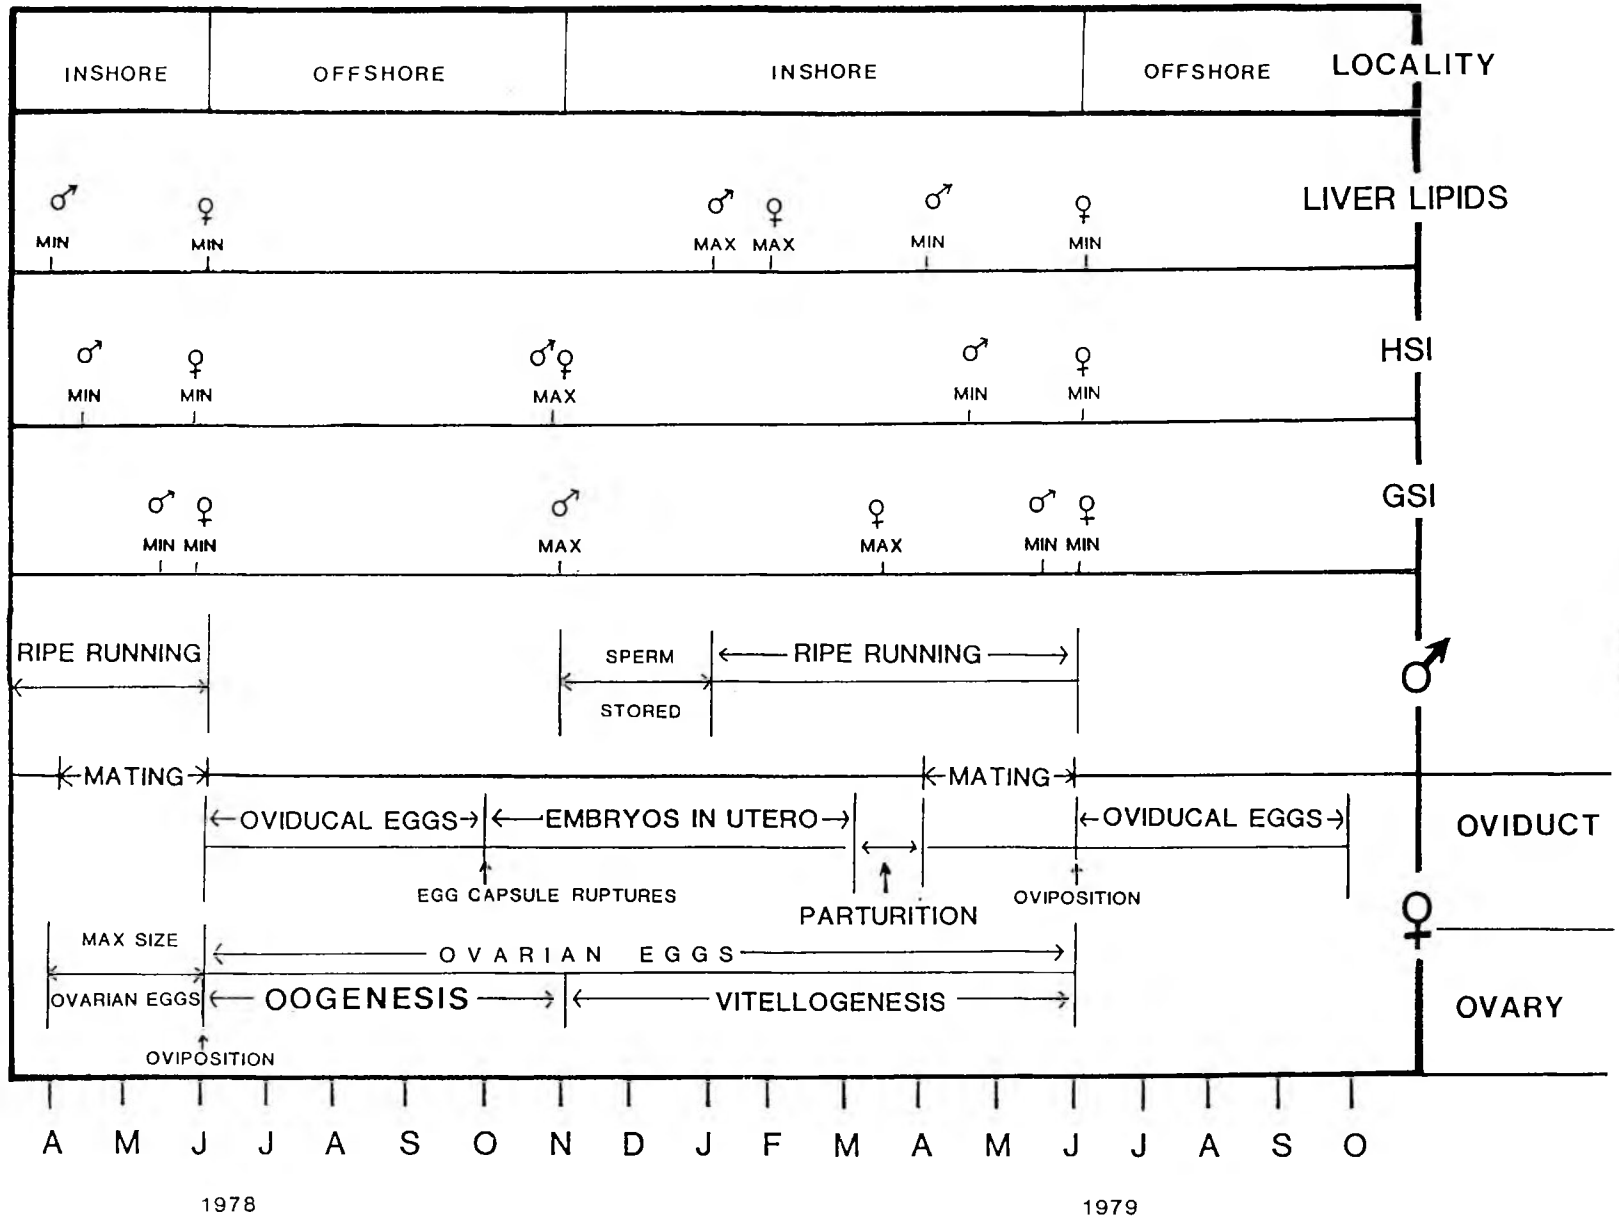 INSHORE OFFSHORE INSHORE OFFSHORE LOCALITY
♂ ♀ ♂ ♀ ♂ ♀ LIVER LIPIDS
MIN MIN MAX MAX MIN MIN
♂ ♀ ♂♀ ♂ ♀ HSI
MIN MIN MAX MIN MIN
♂ ♀ ♂ ♀ ♂ ♀ GSI
MIN MIN MAX MAX MIN MIN
RIPE RUNNING SPERM RIPE RUNNING ♂
STORED
MATING MATING
OVIDUCAL EGGS EMBRYOS IN UTERO OVIDUCAL EGGS OVIDUCT
EGG CAPSULE RUPTURES PARTURITION OVIPOSITION ♀
MAX SIZE OVARIAN EGGS
OVARIAN EGGS OOGENESIS VITELLOGENESIS OVARY
OVIPOSITION
A M J J A S O N D J F M A M J J A S O
1978 1979